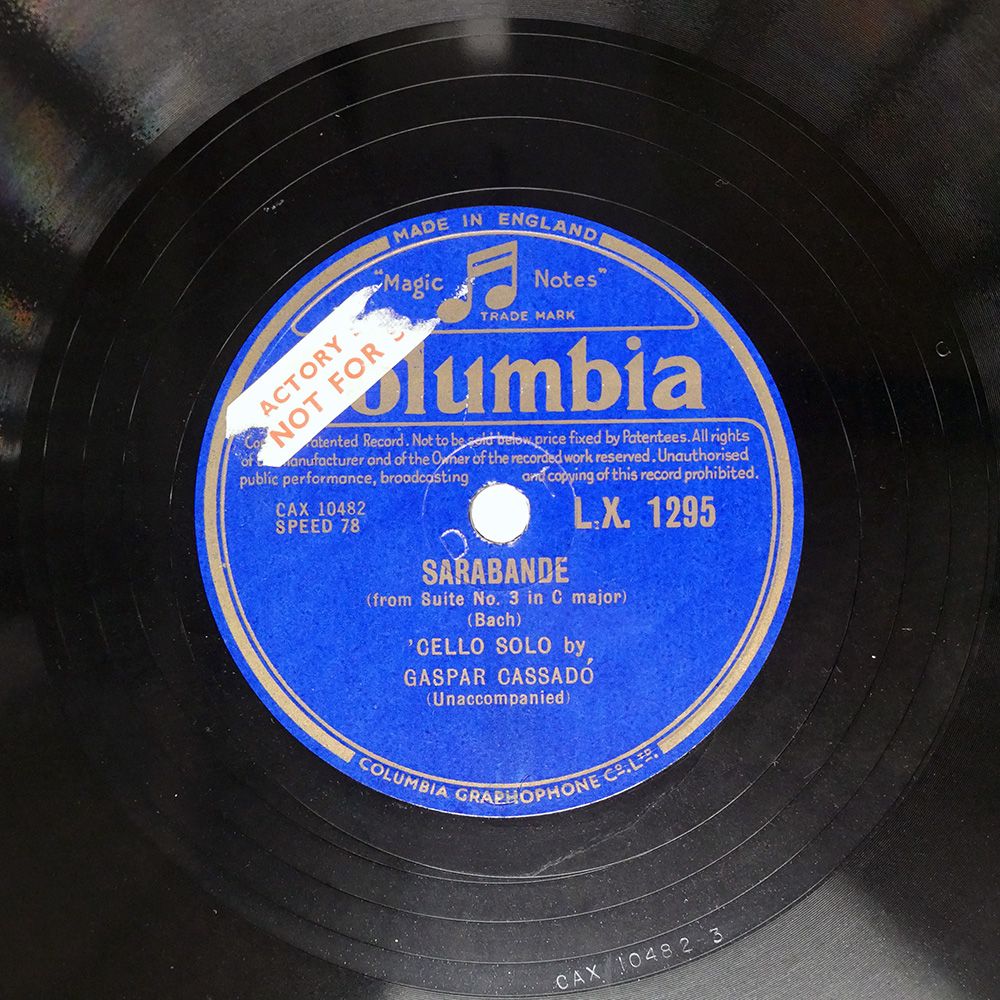 MADE IN ENGLAND
"Magic Notes"
TRADE MARK
ACTORY
NOT FOR S
olumbia
Patented Record. Not to be sold below price fixed by Patentees. All rights
of manufacturer and of the Owner of the recorded work reserved. Unauthorised
public performance, broadcasting and copying of this record prohibited.
CAX 10482
SPEED 78
L.X. 1295
SARABANDE
(from Suite No. 3 in C major)
(Bach)
'CELLO SOLO by
GASPAR CASSADÓ
(Unaccompanied)
COLUMBIA GRAPHOPHONE CO. LTD.
CAX 10482 3